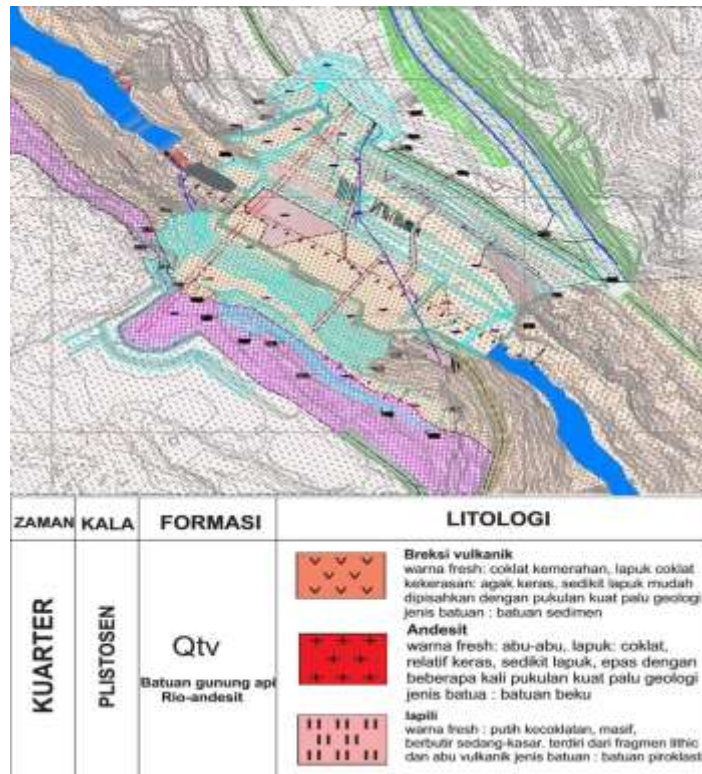 ZAMAN KALA FORMASI LITOLOGI
KUARTER
PLISTOSEN
Qtv
Batuan gunung api
Rio-andesit
Breksi vulkanik
warna fresh: coklat kemerahan, lapuk coklat
kekerasan: agak keras, sedikit lapuk mudah
dipisahkan dengan pukulan kuat palu geologi
jenis batuan : batuan sedimen
Andesit
warna fresh: abu-abu, lapuk: coklat,
relatif keras, sedikit lapuk, epas dengan
beberapa kali pukulan kuat palu geologi
jenis batua : batuan beku
lapili
warna fresh : putih kecoklatan, masif,
berbutir sedang-kasar. terdiri dari fragmen lithic
dan abu vulkanik jenis batuan : batuan piroklast